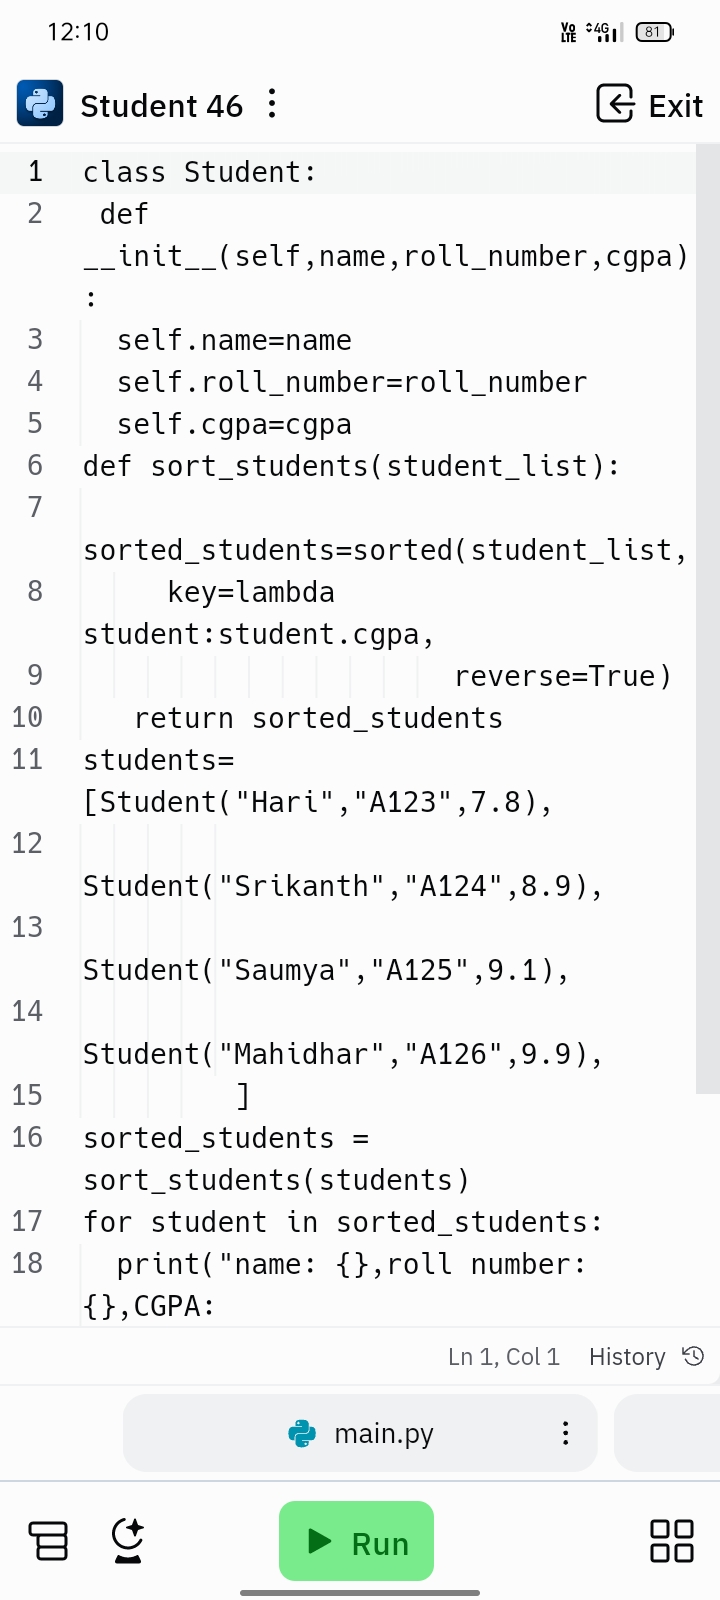 12:10
Vo LTE 4G 81
Student 46
Exit
1 class Student:
2  def
__init__(self,name,roll_number,cgpa)
:
3   self.name=name
4   self.roll_number=roll_number
5   self.cgpa=cgpa
6 def sort_students(student_list):
7
sorted_students=sorted(student_list,
8      key=lambda
student:student.cgpa,
9                       reverse=True)
10    return sorted_students
11 students=
[Student("Hari","A123",7.8),
12
Student("Srikanth","A124",8.9),
13
Student("Saumya","A125",9.1),
14
Student("Mahidhar","A126",9.9),
15          ]
16 sorted_students =
sort_students(students)
17 for student in sorted_students:
18   print("name: {},roll number:
{},CGPA:
Ln 1, Col 1 History
main.py
Run